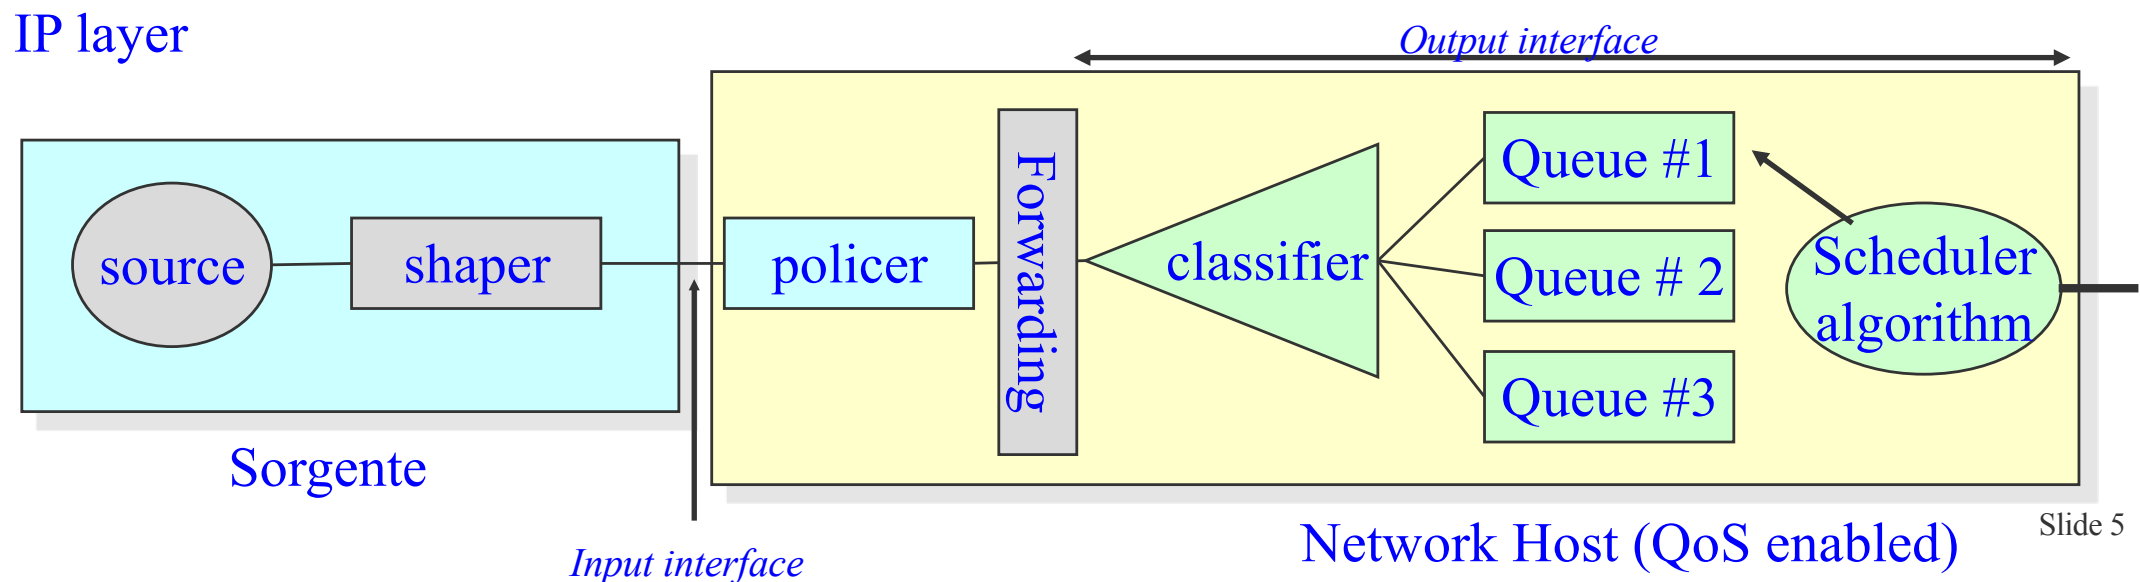 IP layer
Output interface
source
shaper
policer
Forwarding
classifier
Queue #1
Queue # 2
Queue #3
Scheduler
algorithm
Sorgente
Input interface
Network Host (QoS enabled)
Slide 5